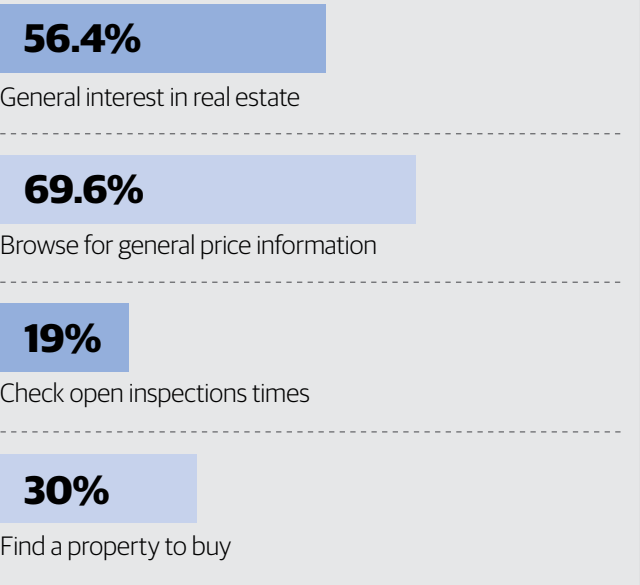 56.4%
General interest in real estate
69.6%
Browse for general price information
19%
Check open inspections times
30%
Find a property to buy